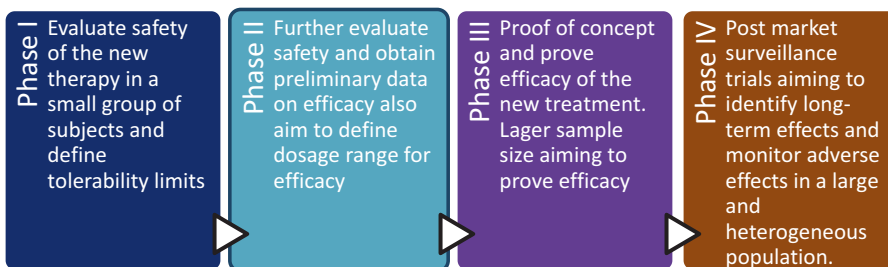 Phase I
Evaluate safety
of the new
therapy in a
small group of
subjects and
define
tolerability limits
Phase II
Further evaluate
safety and obtain
preliminary data
on efficacy also
aim to define
dosage range for
efficacy
Phase III
Proof of concept
and prove
efficacy of the
new treatment.
Lager sample
size aiming to
prove efficacy
Phase IV
Post market
surveillance
trials aiming to
identify long-
term effects and
monitor adverse
effects in a large
and
heterogeneous
population.